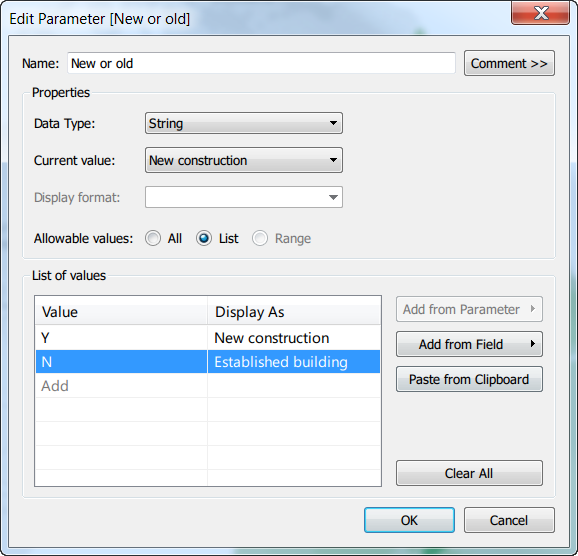 Edit Parameter [New or old]
Name: New or old Comment >>
Properties
Data Type: String
Current value: New construction
Display format:
Allowable values: All List Range
List of values
Value Display As
Y New construction
N Established building
Add
Add from Parameter
Add from Field
Paste from Clipboard
Clear All
OK Cancel